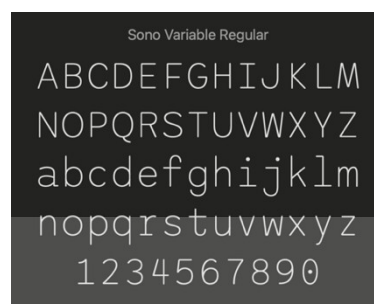 Sono Variable Regular
ABCDEFGHIJKLM
NOPQRSTUVWXYZ
abcdefghijklm
nopqrstuvwxyz
1234567890